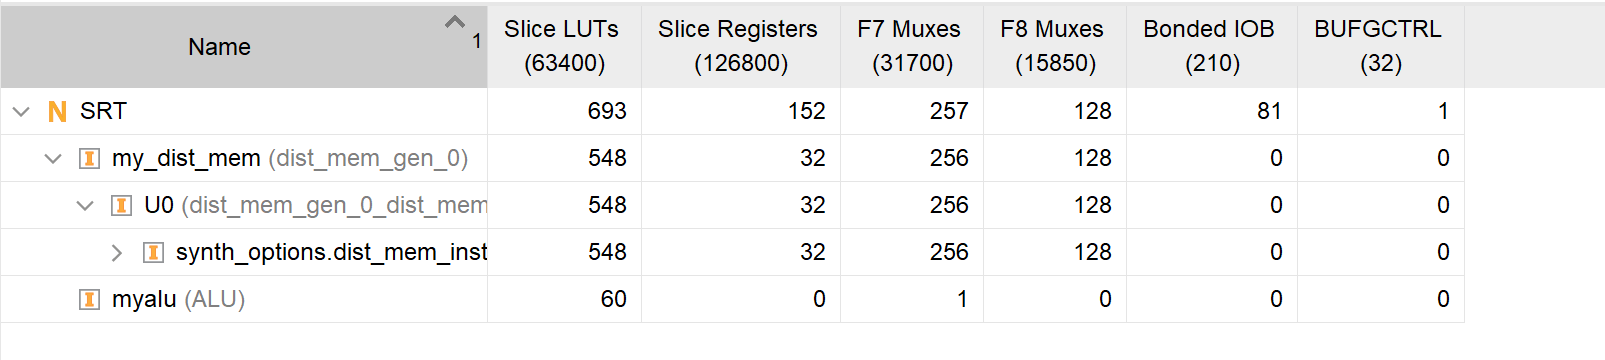 Name 1 Slice LUTs (63400) Slice Registers (126800) F7 Muxes (31700) F8 Muxes (15850) Bonded IOB (210) BUFGCTRL (32)
N SRT 693 152 257 128 81 1
I my_dist_mem (dist_mem_gen_0) 548 32 256 128 0 0
I U0 (dist_mem_gen_0_dist_mem 548 32 256 128 0 0
I synth_options.dist_mem_inst 548 32 256 128 0 0
I myalu (ALU) 60 0 1 0 0 0